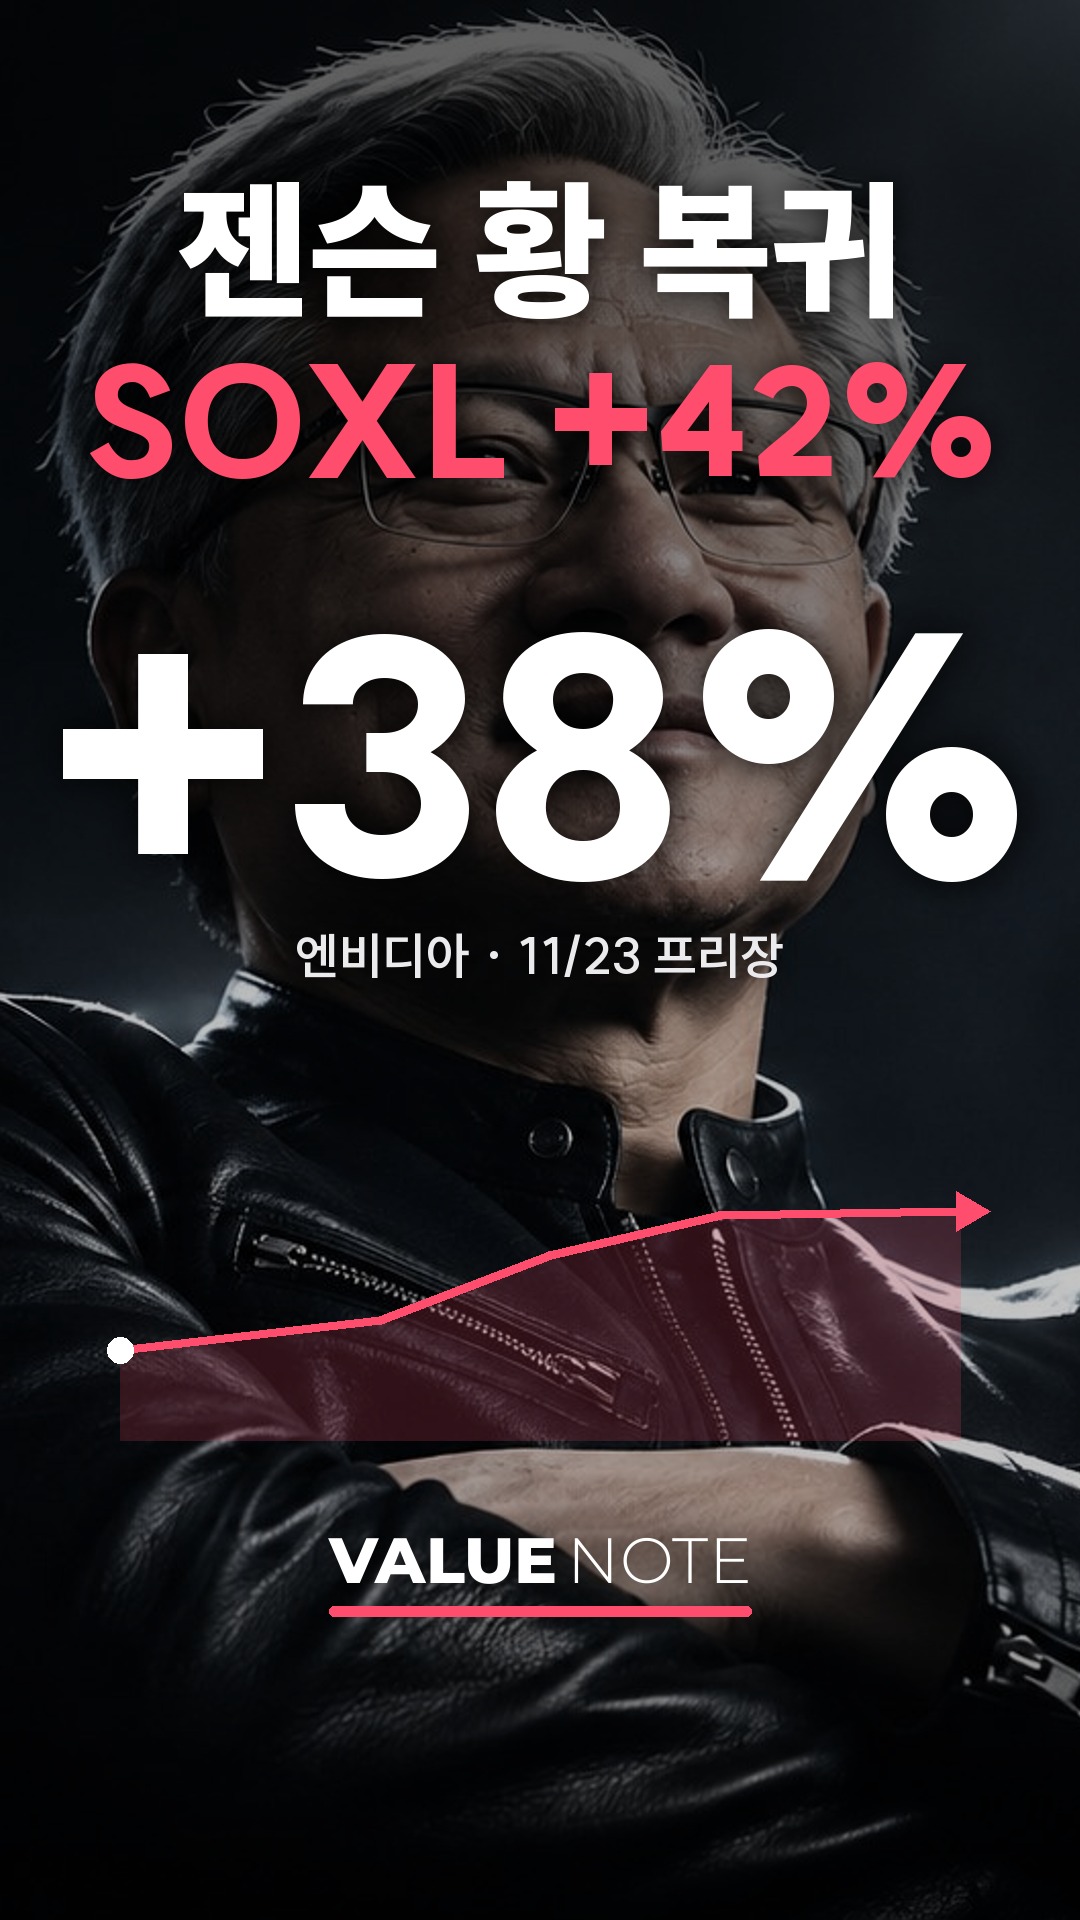 젠슨 황 복귀
SOXL +42%
+38%
엔비디아 · 11/23 프리장
VALUE NOTE